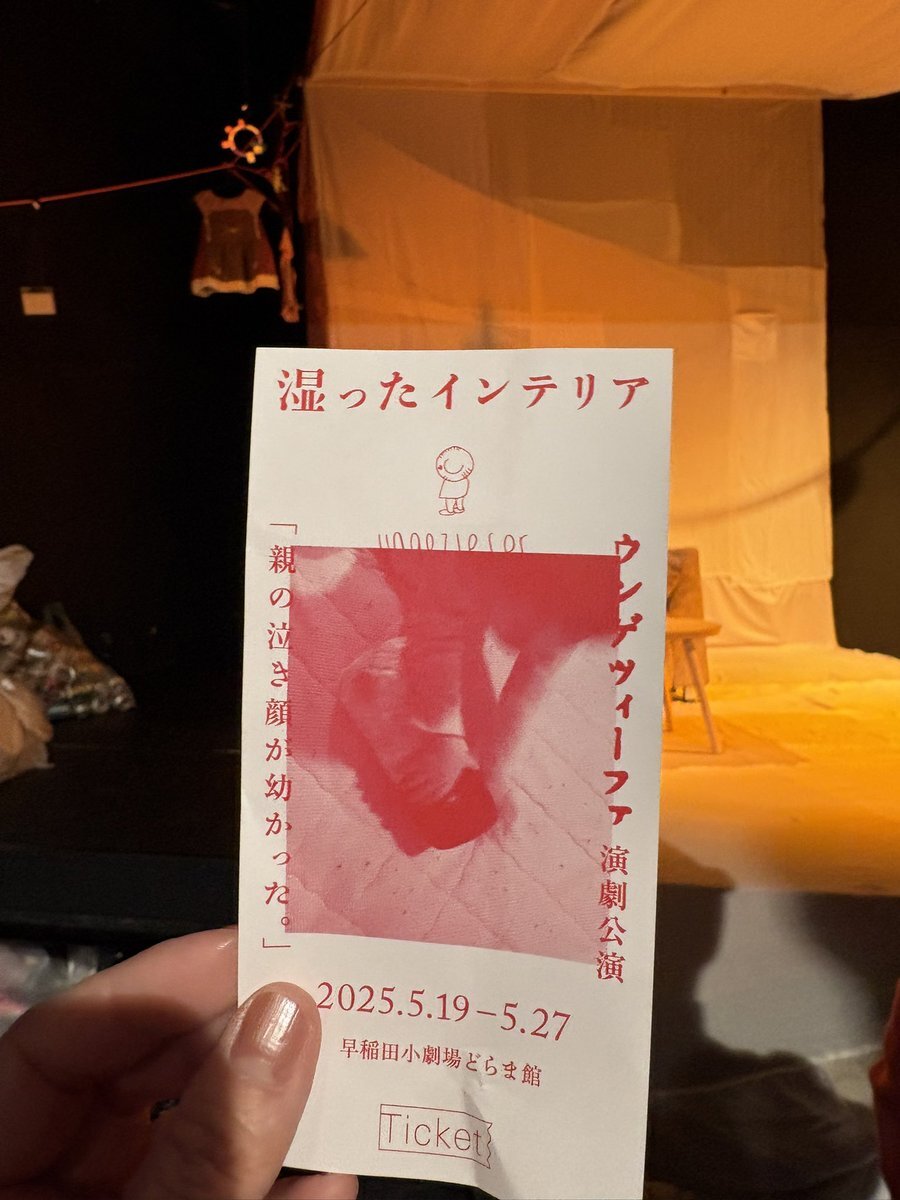 湿ったインテリア
ungeziefer
ウンゲツィーファ 演劇公演
「親の泣き顔が幼かった。」
2025.5.19–5.27
早稲田小劇場どらま館
Ticket